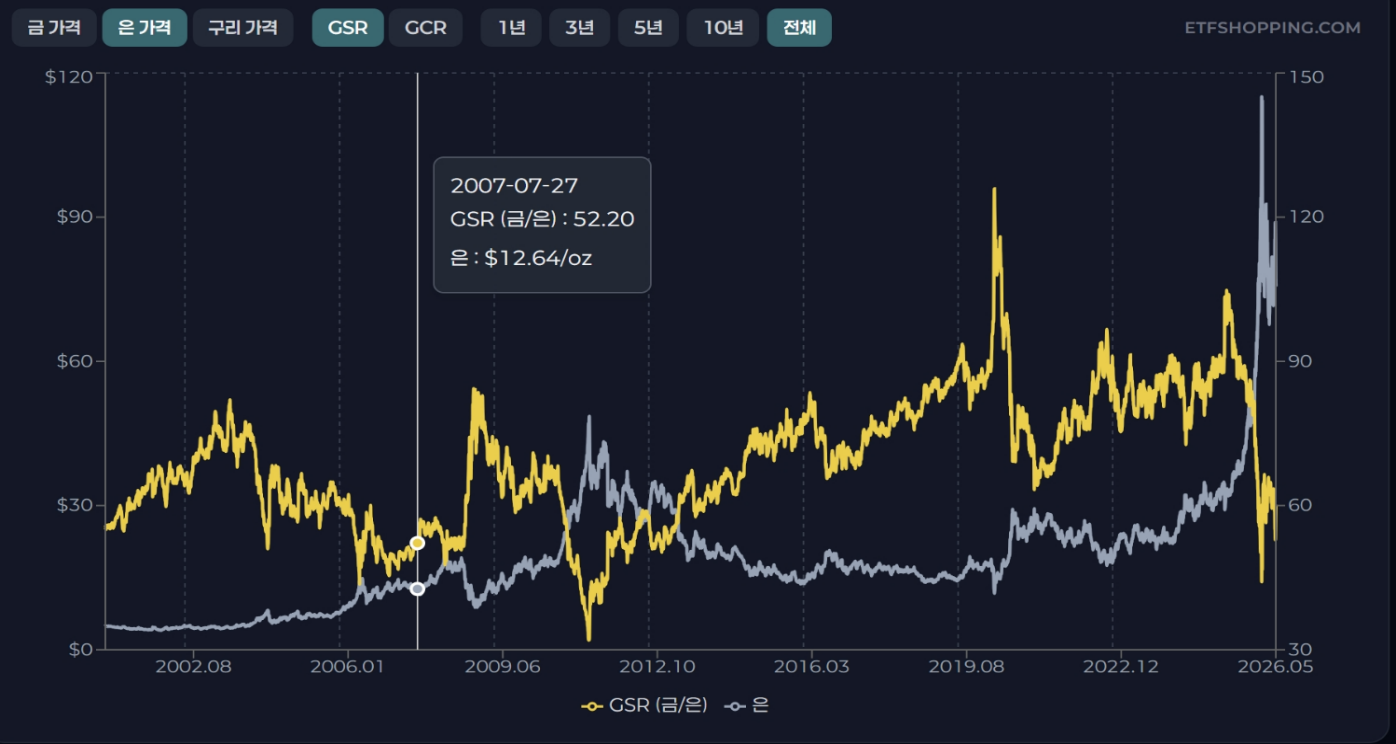 금 가격 은 가격 구리 가격 GSR GCR 1년 3년 5년 10년 전체 ETFSHOPPING.COM
$120 150
2007-07-27
GSR (금/은) : 52.20
$90 120
은 : $12.64/oz
$60 90
$30 60
$0 30
2002.08 2006.01 2009.06 2012.10 2016.03 2019.08 2022.12 2026.05
GSR (금/은) 은